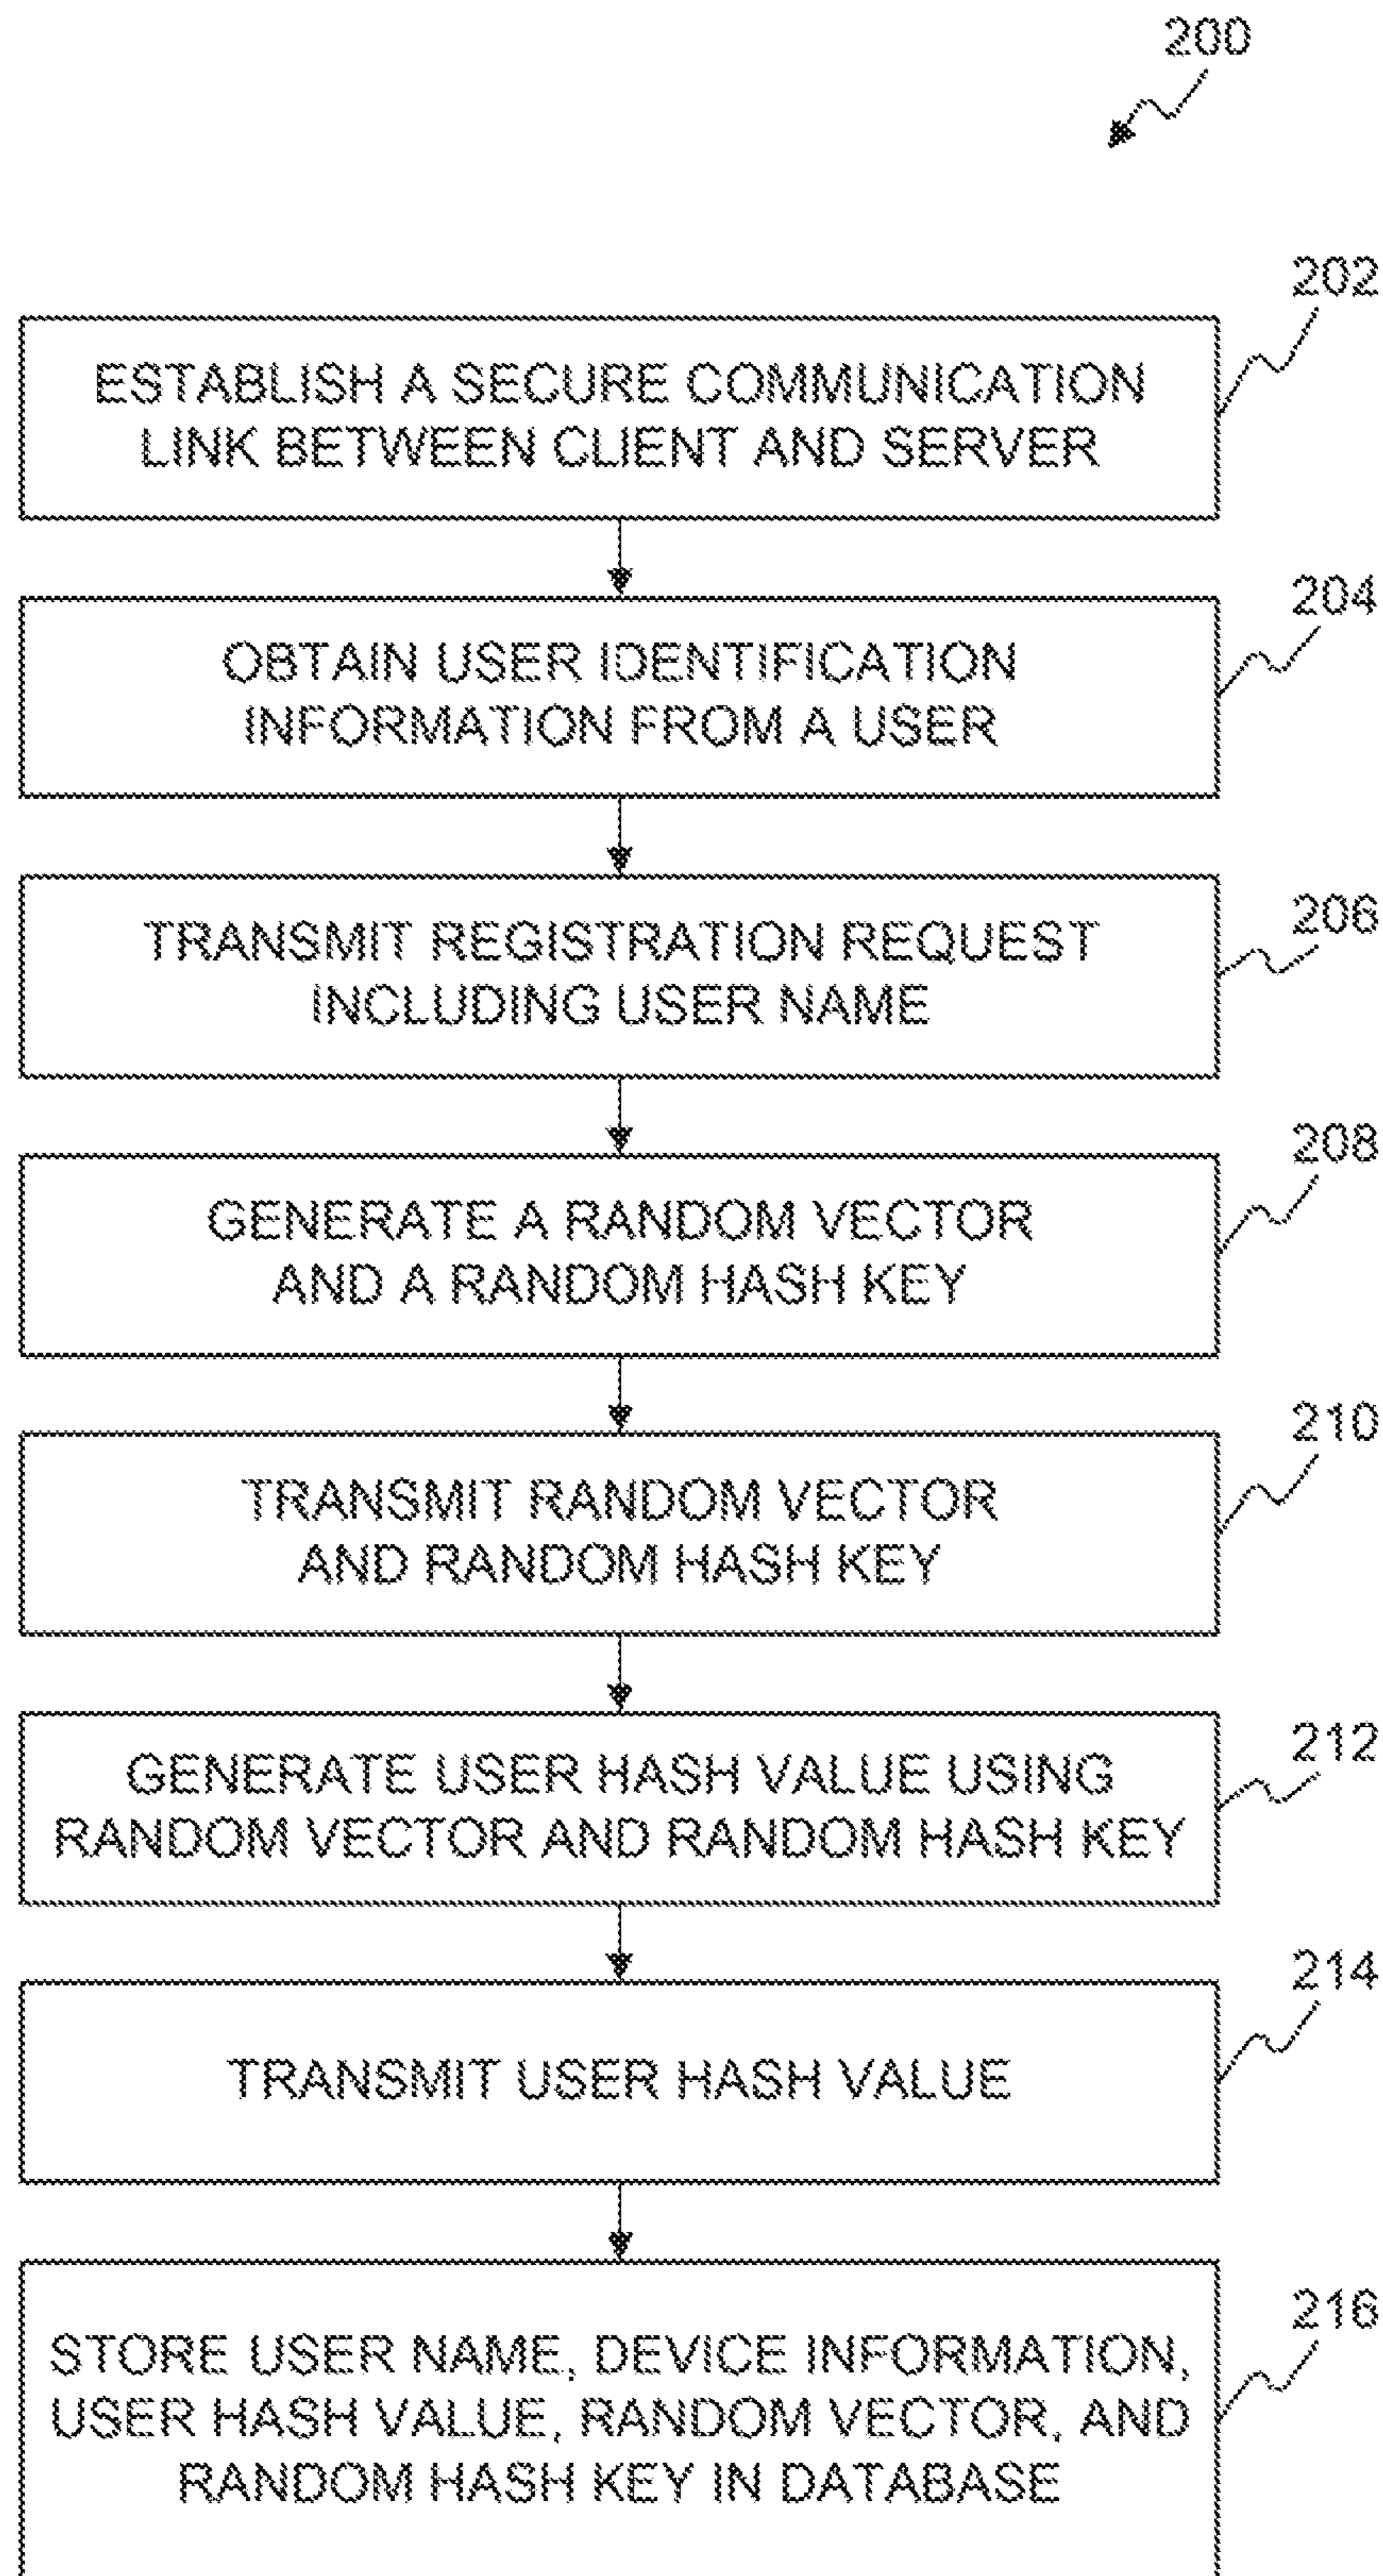 200
202
ESTABLISH A SECURE COMMUNICATION
LINK BETWEEN CLIENT AND SERVER
204
OBTAIN USER IDENTIFICATION
INFORMATION FROM A USER
206
TRANSMIT REGISTRATION REQUEST
INCLUDING USER NAME
208
GENERATE A RANDOM VECTOR
AND A RANDOM HASH KEY
210
TRANSMIT RANDOM VECTOR
AND RANDOM HASH KEY
212
GENERATE USER HASH VALUE USING
RANDOM VECTOR AND RANDOM HASH KEY
214
TRANSMIT USER HASH VALUE
216
STORE USER NAME, DEVICE INFORMATION,
USER HASH VALUE, RANDOM VECTOR, AND
RANDOM HASH KEY IN DATABASE